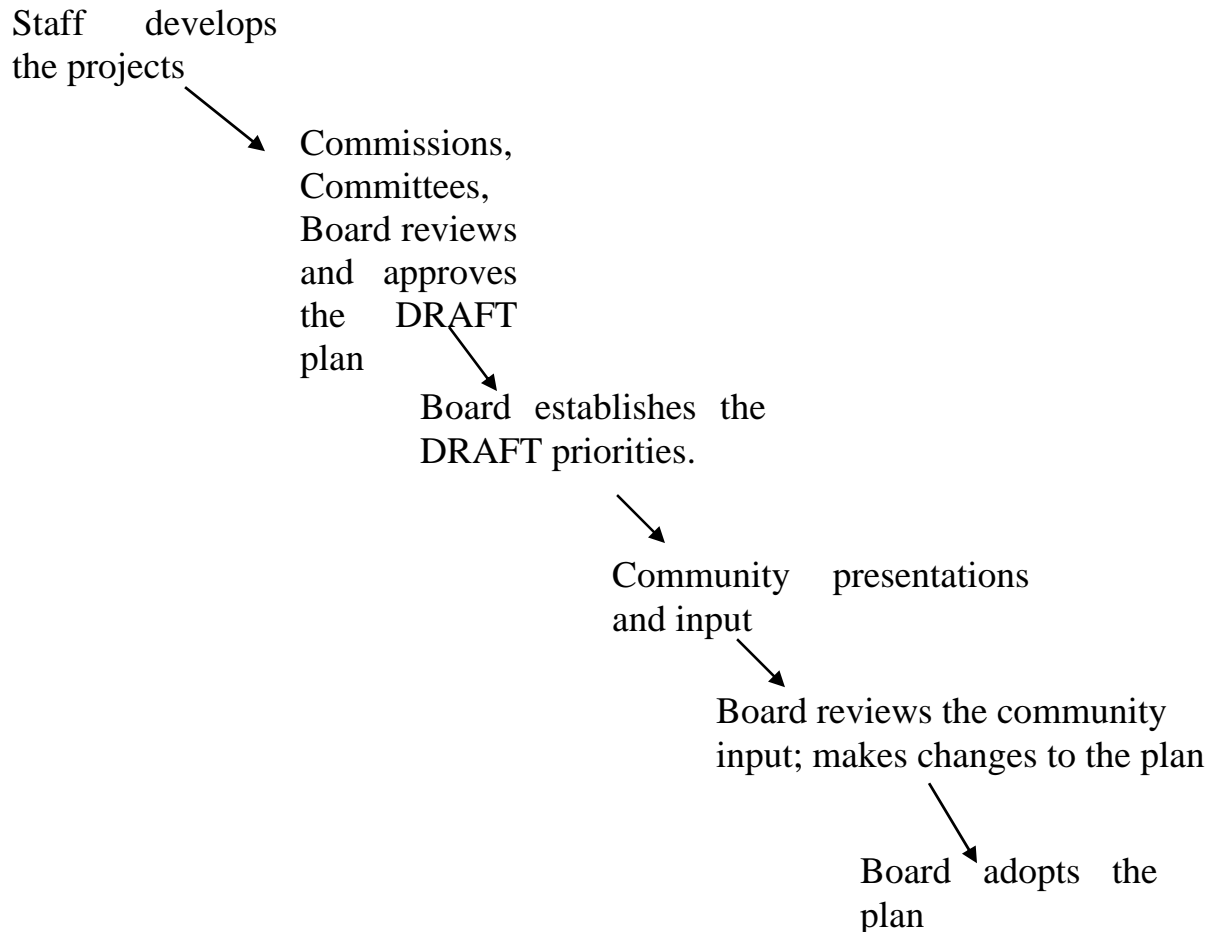 Staff develops
the projects
Commissions,
Committees,
Board reviews
and approves
the DRAFT
plan
Board establishes the
DRAFT priorities.
Community presentations
and input
Board reviews the community
input; makes changes to the plan
Board adopts the
plan